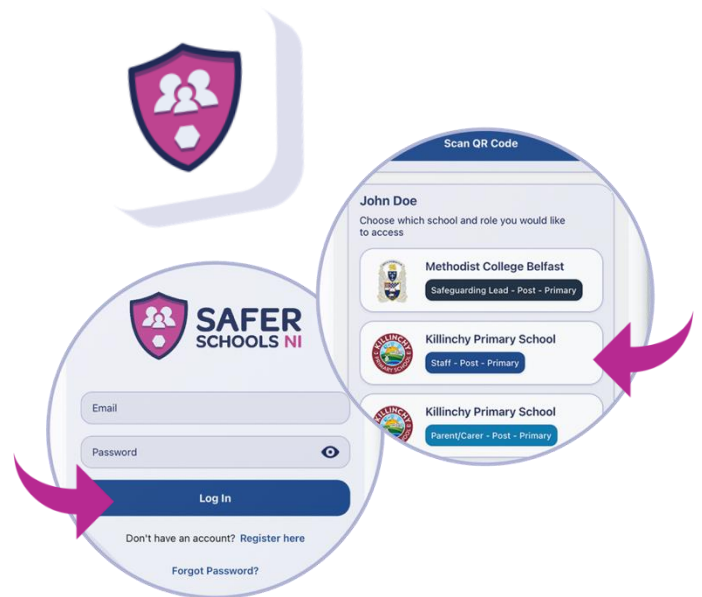 Scan QR Code
John Doe
Choose which school and role you would like
to access
Methodist College Belfast
Safeguarding Lead - Post - Primary
Killinchy Primary School
Staff - Post - Primary
Killinchy Primary School
Parent/Carer - Post - Primary
SAFER
SCHOOLS NI
Email
Password
Log In
Don't have an account? Register here
Forgot Password?